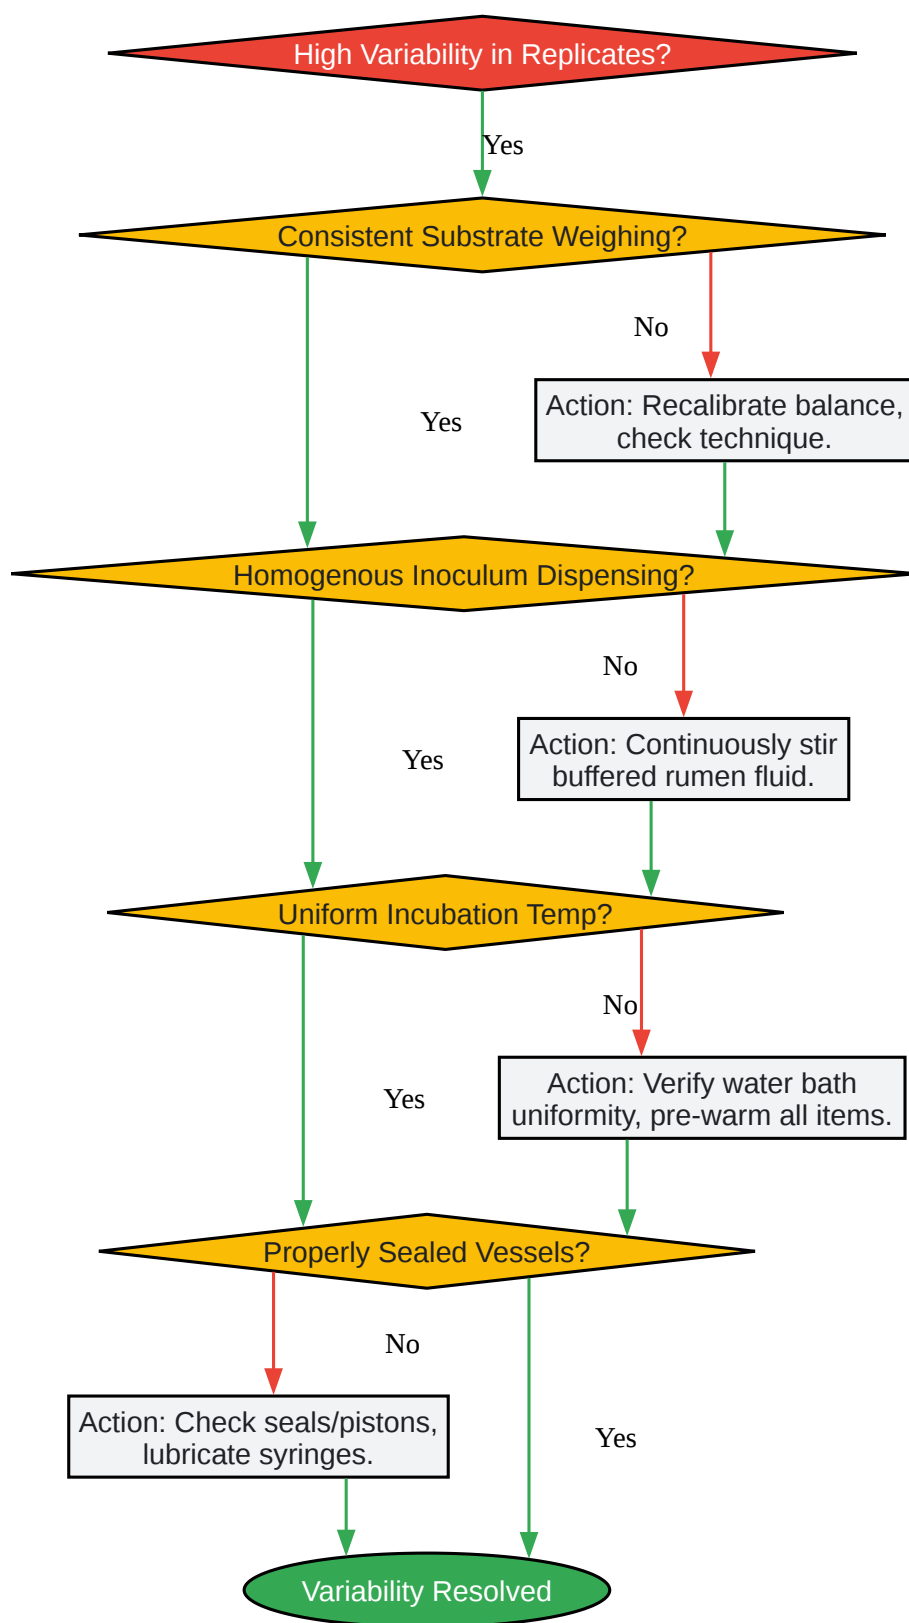 High Variability in Replicates?
Yes
Consistent Substrate Weighing?
No
Action: Recalibrate balance,
check technique.
Yes
Homogenous Inoculum Dispensing?
No
Action: Continuously stir
buffered rumen fluid.
Yes
Uniform Incubation Temp?
No
Action: Verify water bath
uniformity, pre-warm all items.
Yes
Properly Sealed Vessels?
No
Action: Check seals/pistons,
lubricate syringes.
Yes
Variability Resolved